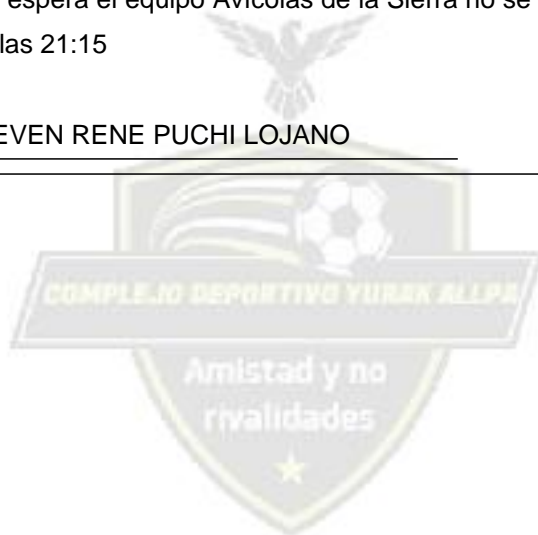 espera el equipo Avícolas de la Sierra no se
las 21:15
EVEN RENE PUCHI LOJANO
COMPLEJO DEPORTIVO YURAK ALLPA
Amistad y no
rivalidades